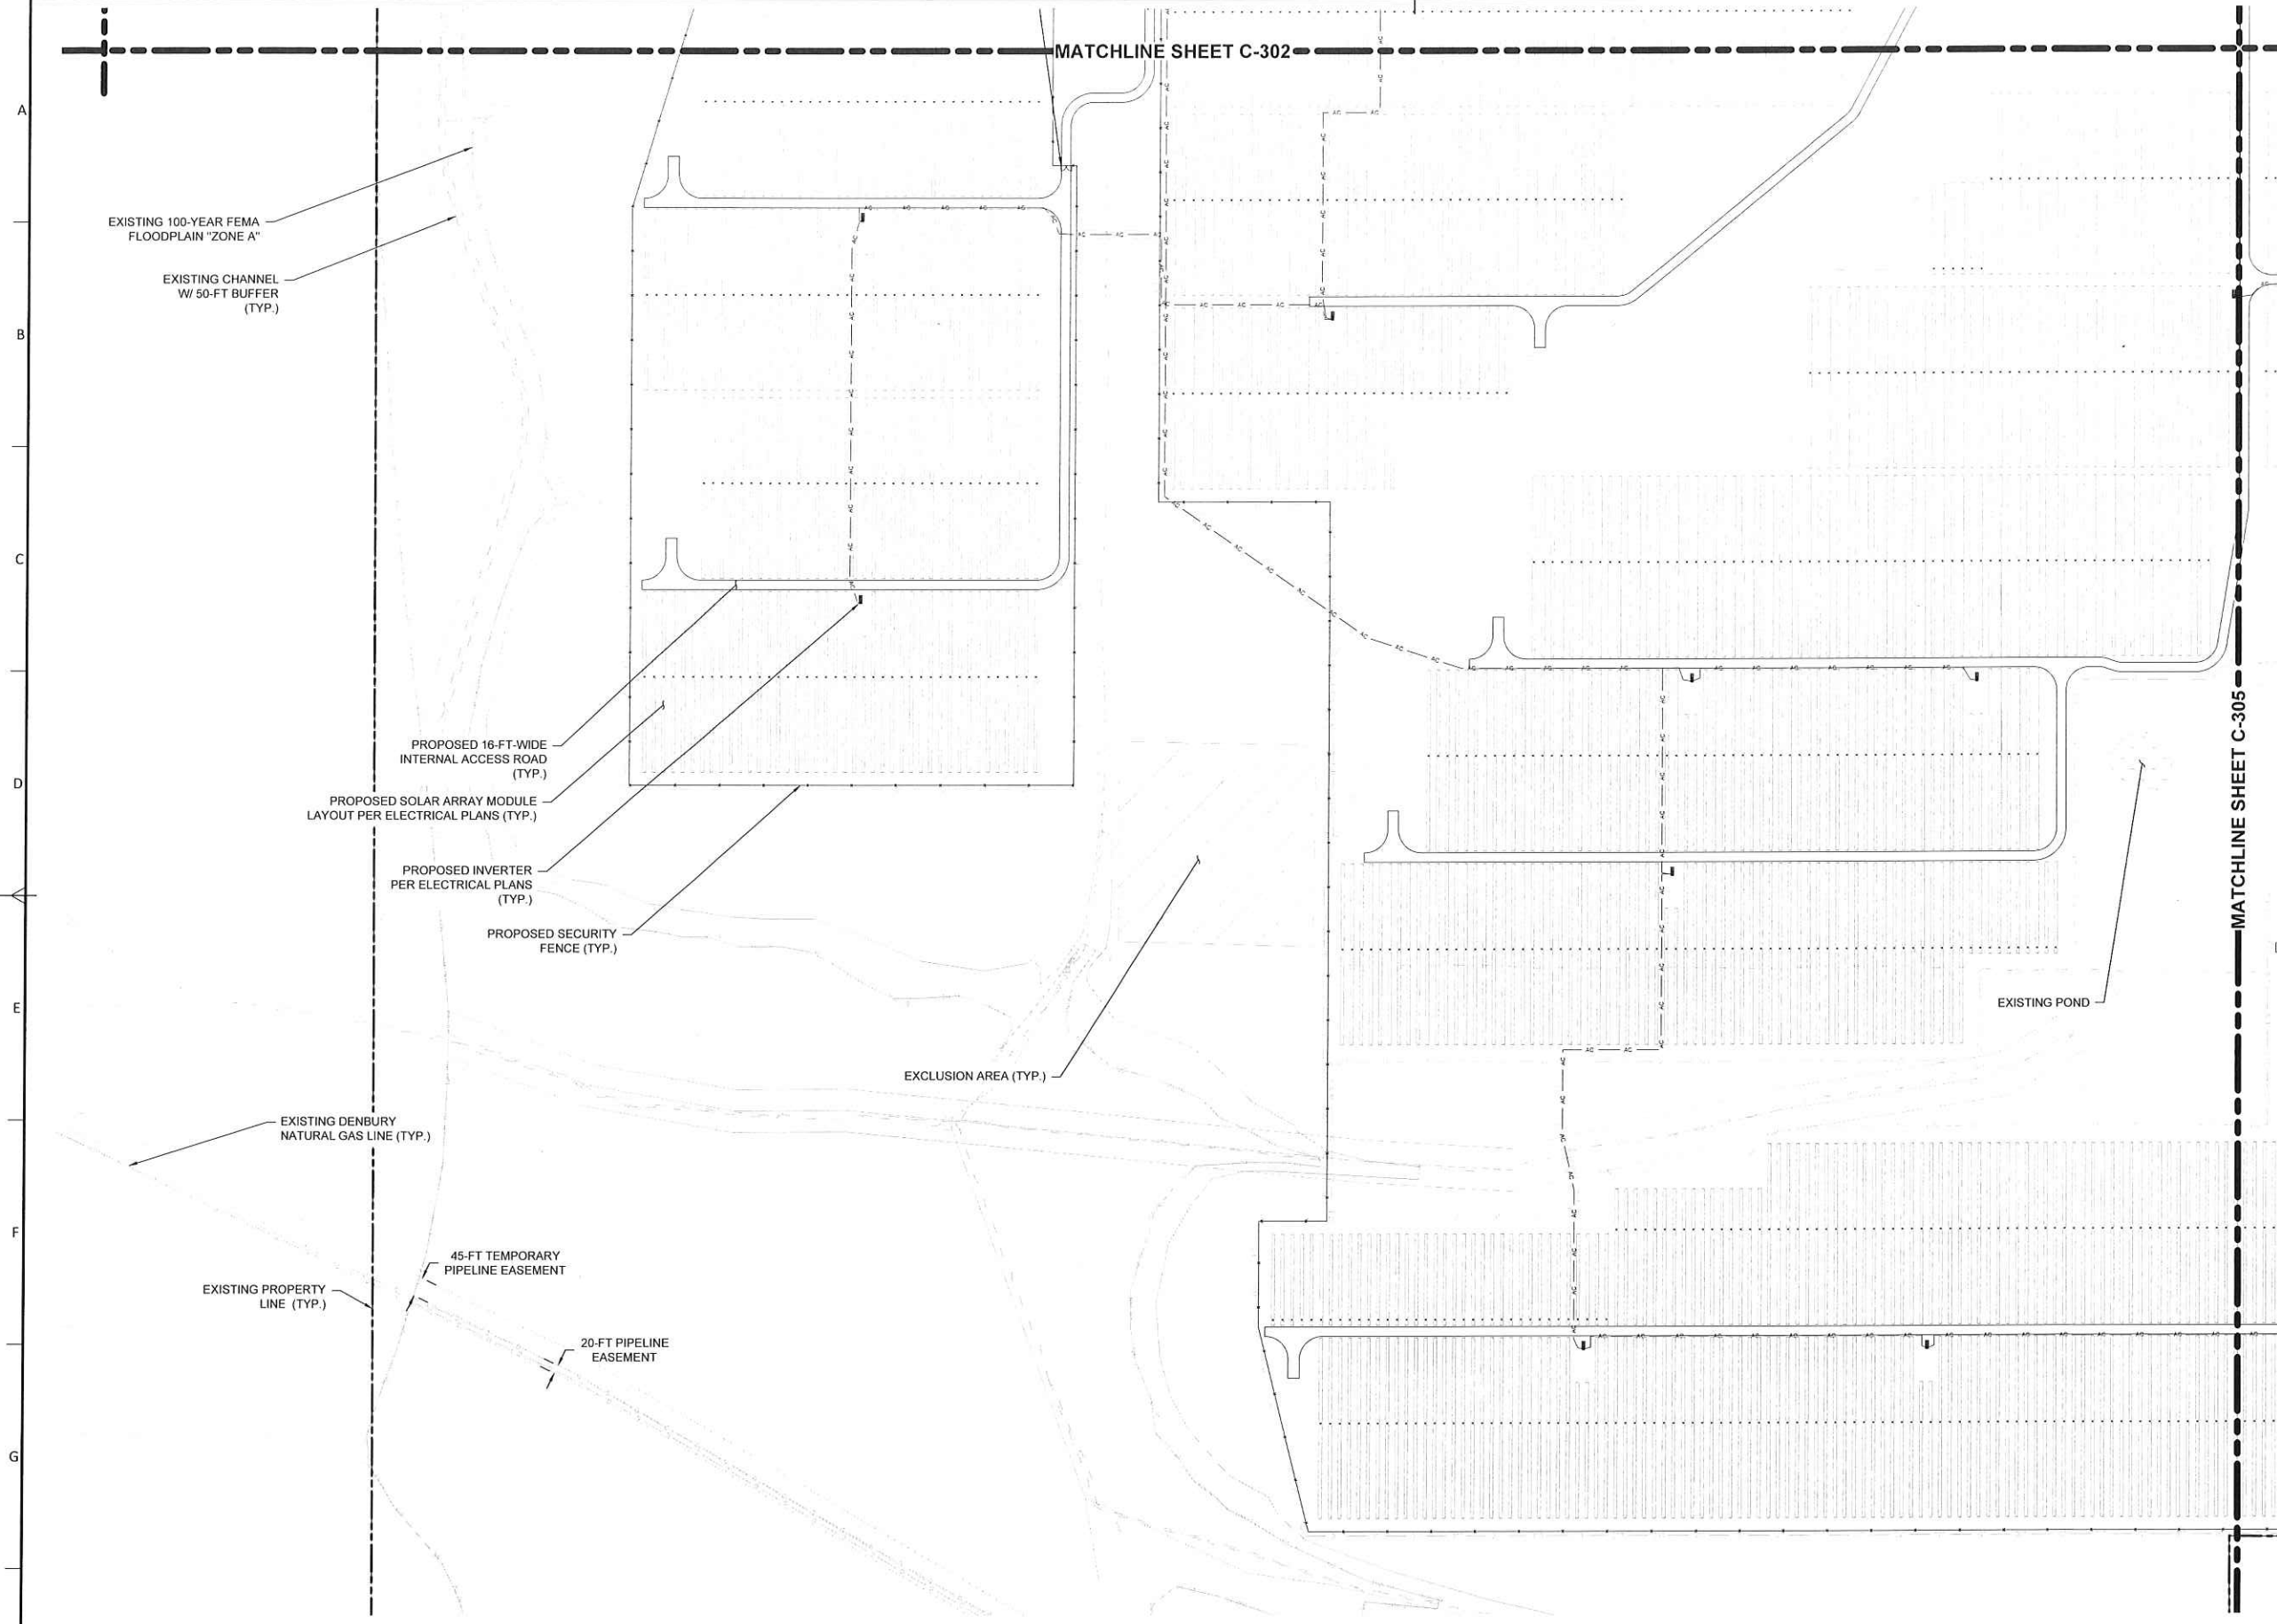 MATCHLINE SHEET C-302
A
EXISTING 100-YEAR FEMA
FLOODPLAIN "ZONE A"
EXISTING CHANNEL
W/ 50-FT BUFFER
(TYP.)
B
C
PROPOSED 16-FT-WIDE
INTERNAL ACCESS ROAD
(TYP.)
D
PROPOSED SOLAR ARRAY MODULE
LAYOUT PER ELECTRICAL PLANS (TYP.)
PROPOSED INVERTER
PER ELECTRICAL PLANS
(TYP.)
PROPOSED SECURITY
FENCE (TYP.)
MATCHLINE SHEET C-305
E
EXISTING POND
EXCLUSION AREA (TYP.)
EXISTING DENBURY
NATURAL GAS LINE (TYP.)
F
45-FT TEMPORARY
PIPELINE EASEMENT
EXISTING PROPERTY
LINE (TYP.)
20-FT PIPELINE
EASEMENT
G